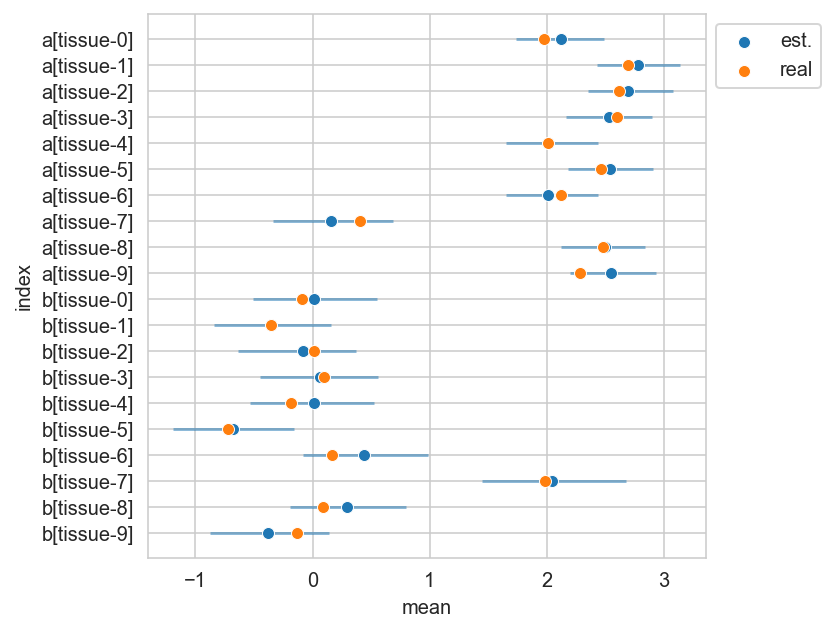 a[tissue-0]
a[tissue-1]
a[tissue-2]
a[tissue-3]
a[tissue-4]
a[tissue-5]
a[tissue-6]
a[tissue-7]
a[tissue-8]
a[tissue-9]
b[tissue-0]
b[tissue-1]
b[tissue-2]
b[tissue-3]
b[tissue-4]
b[tissue-5]
b[tissue-6]
b[tissue-7]
b[tissue-8]
b[tissue-9]
index
−1 0 1 2 3
mean
est.
real